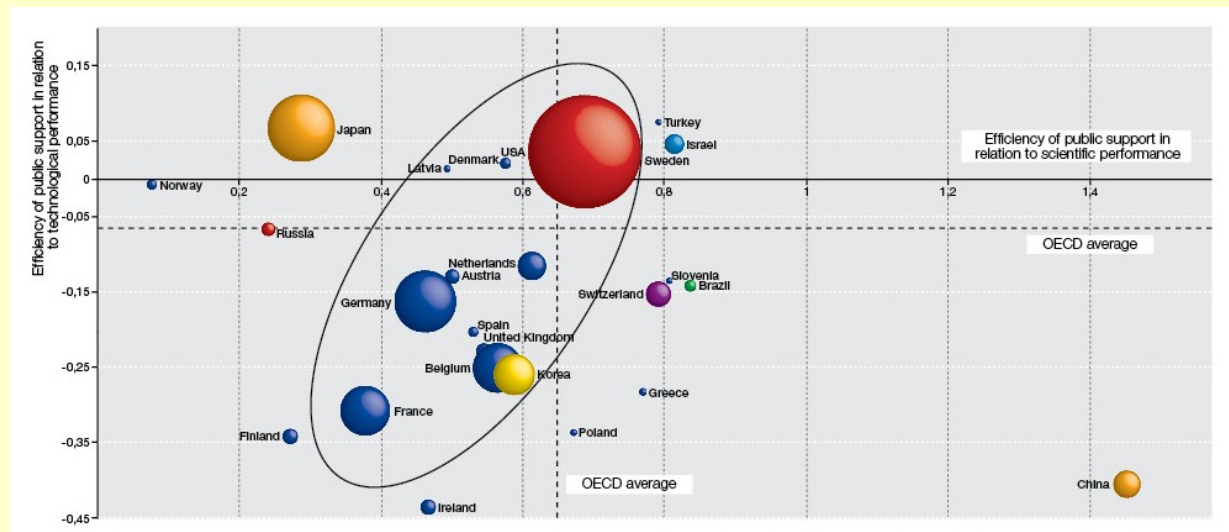 Efficiency of public support in relation
to technological performance
0,15
0,05
0
-0,05
-0,15
-0,25
-0,35
-0,45
0,2
0,4
0,6
0,8
1
1,2
1,4
Japan
Latvia
Denmark
USA
Sweden
Turkey
Israel
Efficiency of public support in
relation to scientific performance
Norway
Russia
OECD average
Netherlands
Austria
Germany
Slovenia
Switzerland
Brazil
Spain
United Kingdom
Belgium
Korea
France
Greece
Finland
Poland
OECD average
China
Ireland